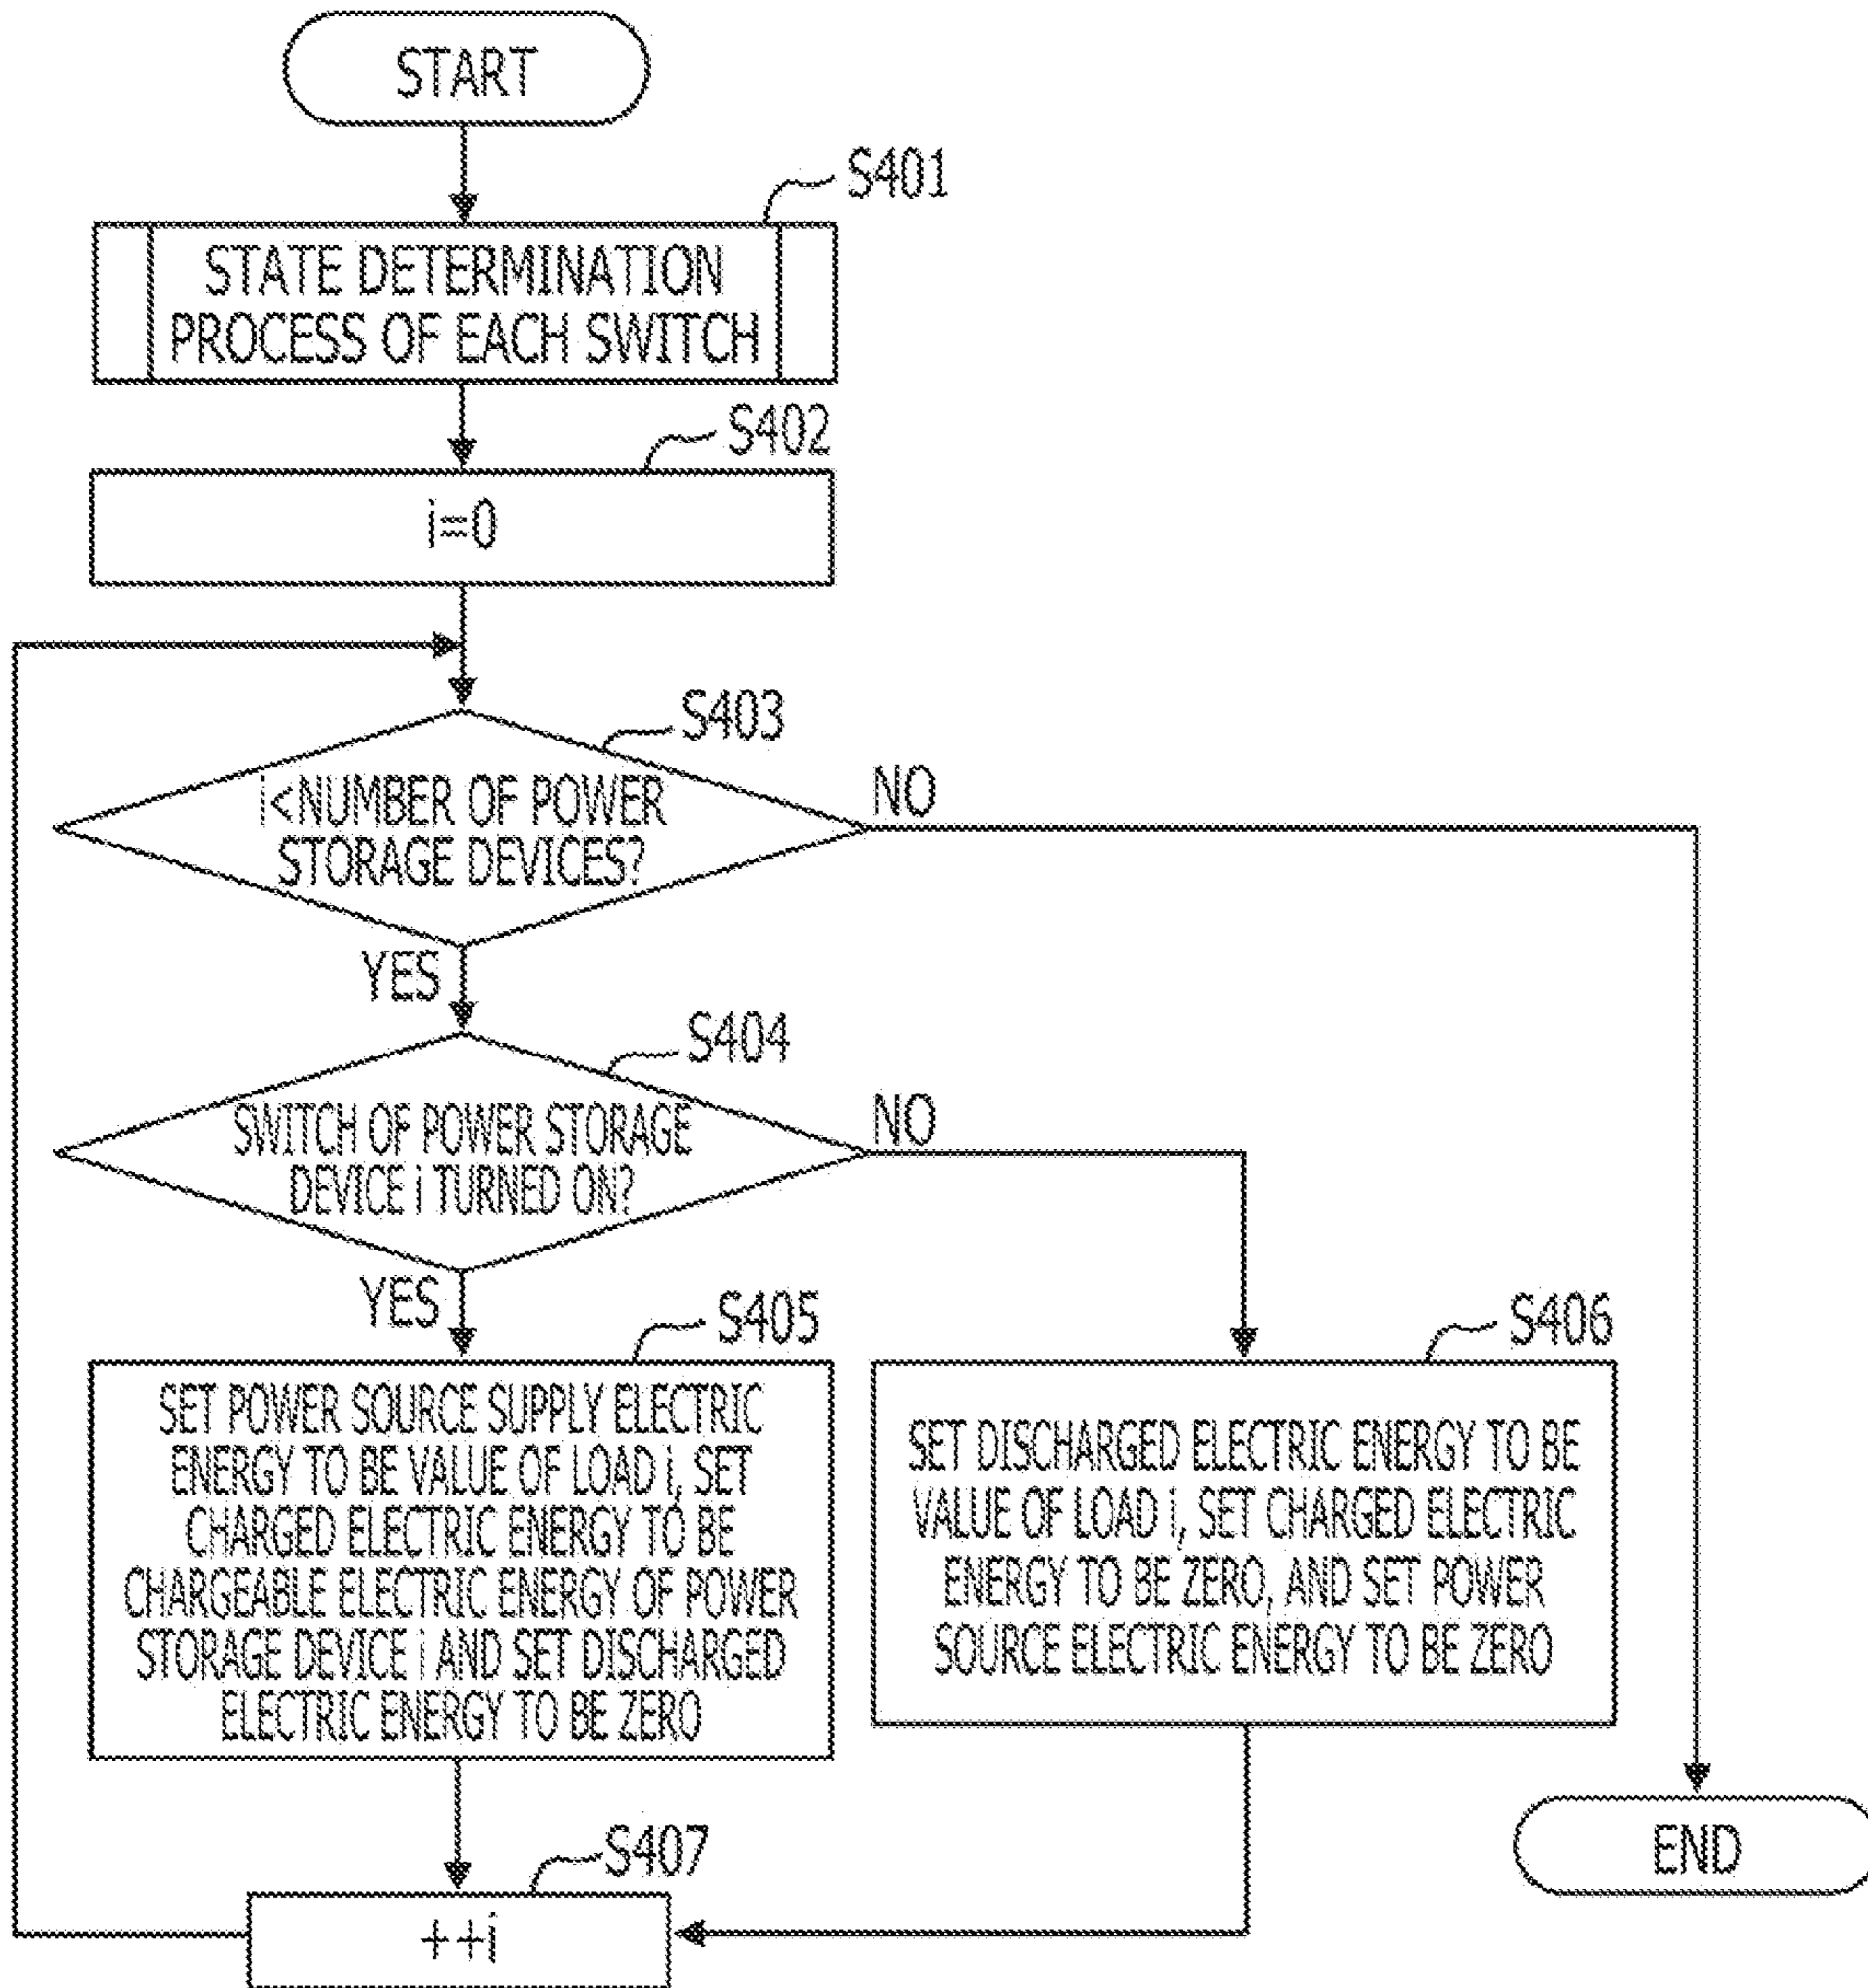 START
S401
STATE DETERMINATION
PROCESS OF EACH SWITCH
S402
i=0
S403
i<NUMBER OF POWER
STORAGE DEVICES?
NO
YES
S404
SWITCH OF POWER STORAGE
DEVICE i TURNED ON?
NO
YES
S405
SET POWER SOURCE SUPPLY ELECTRIC
ENERGY TO BE VALUE OF LOAD i, SET
CHARGED ELECTRIC ENERGY TO BE
CHARGEABLE ELECTRIC ENERGY OF POWER
STORAGE DEVICE i AND SET DISCHARGED
ELECTRIC ENERGY TO BE ZERO
S406
SET DISCHARGED ELECTRIC ENERGY TO BE
VALUE OF LOAD i, SET CHARGED ELECTRIC
ENERGY TO BE ZERO, AND SET POWER
SOURCE ELECTRIC ENERGY TO BE ZERO
S407
++i
END